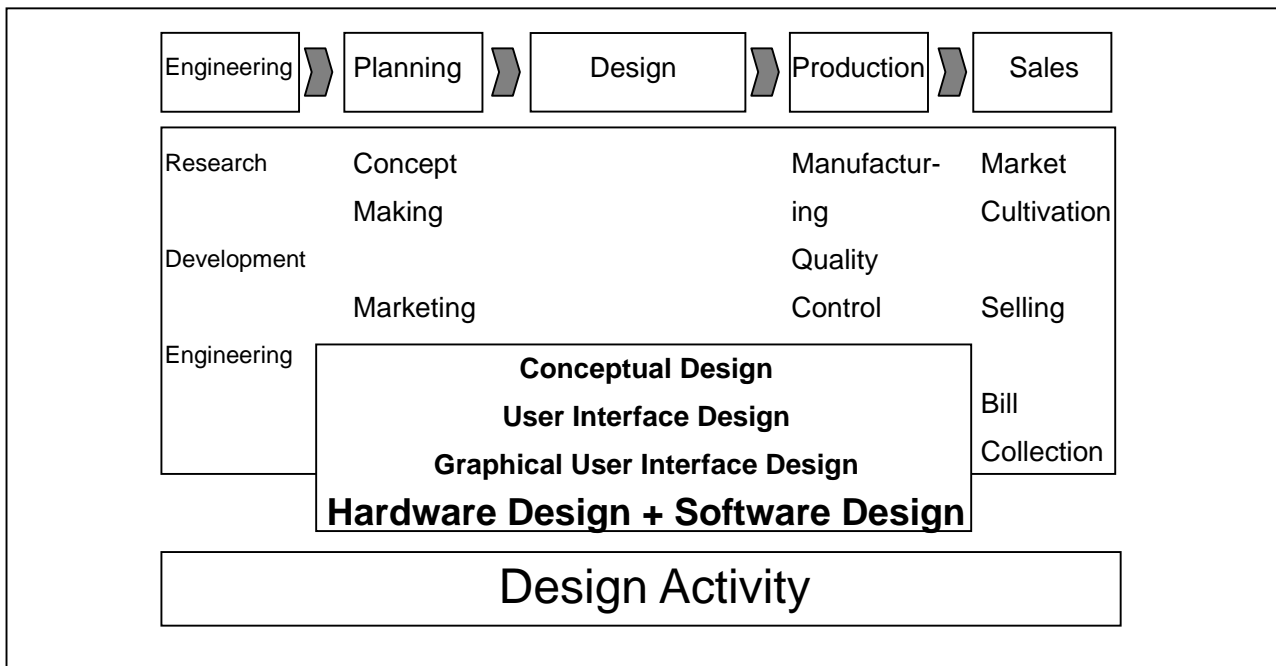 Engineering
Planning
Design
Production
Sales
Research
Development
Engineering
Concept
Making
Marketing
Manufactur-
ing
Quality
Control
Market
Cultivation
Selling
Bill
Collection
Conceptual Design
User Interface Design
Graphical User Interface Design
Hardware Design + Software Design
Design Activity